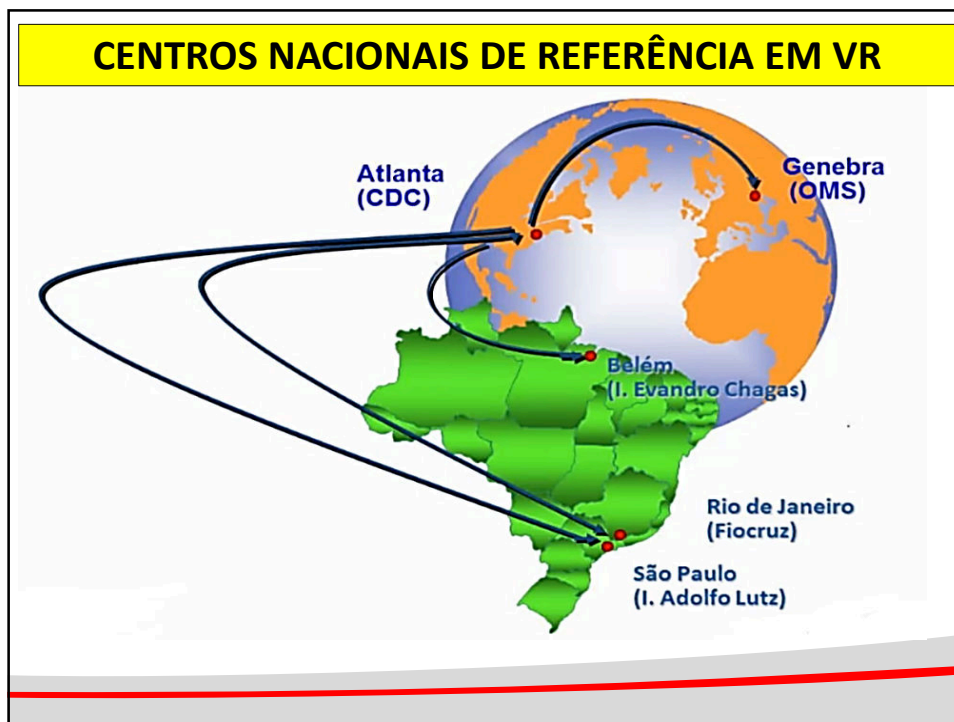 CENTROS NACIONAIS DE REFERÊNCIA EM VR
Atlanta
(CDC)
Genebra
(OMS)
Belém
(I. Evandro Chagas)
Rio de Janeiro
(Fiocruz)
São Paulo
(I. Adolfo Lutz)